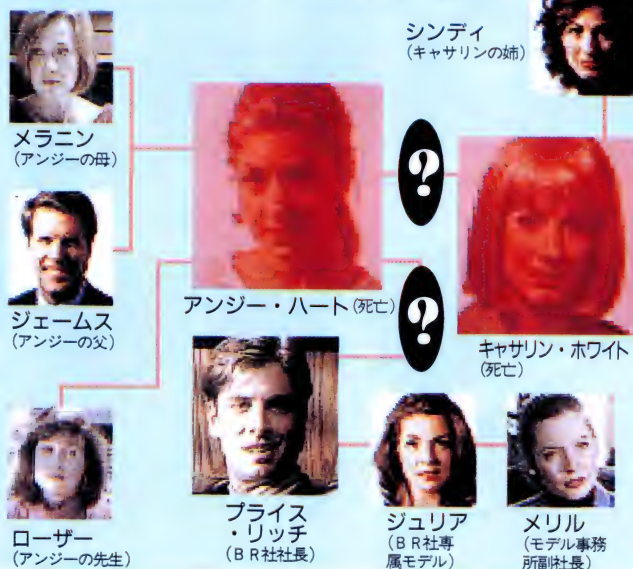 シンディ
(キャサリンの姉)
メラニン
(アンジーの母)
?
アンジー・ハート(死亡)
ジェームス
(アンジーの父)
?
キャサリン・ホワイト
(死亡)
ローザー
(アンジーの先生)
プライス
・リッチ
(BR社社長)
ジュリア
(BR社専
属モデル)
メリル
(モデル事務
所副社長)